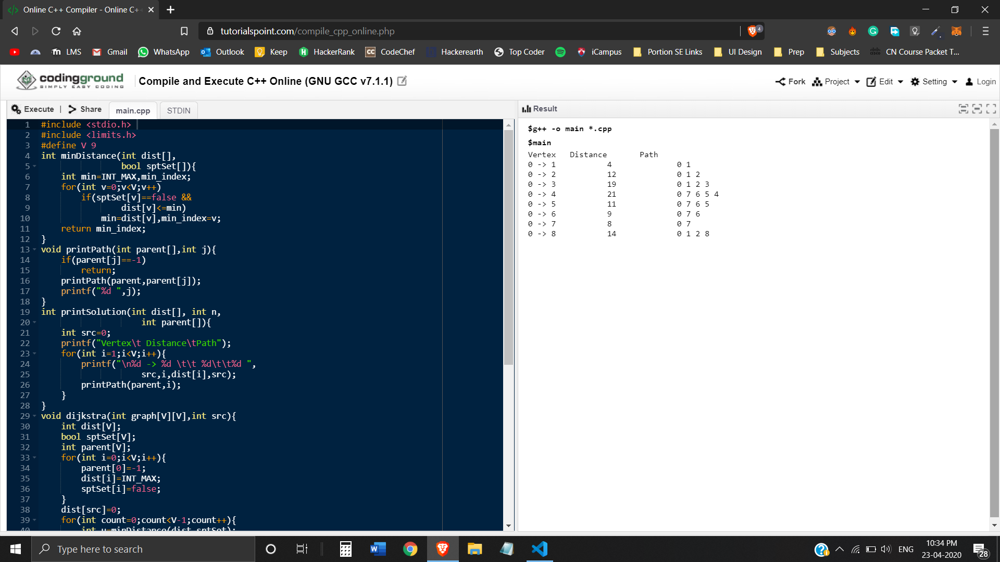 Online C++ Compiler - Online C++
tutorialspoint.com/compile_cpp_online.php
4
LMS Gmail WhatsApp Outlook Keep HackerRank CodeChef Hackerearth Top Coder iCampus Portion SE Links UI Design Prep Subjects CN Course Packet T...
codingground
SIMPLY EASY CODING
Compile and Execute C++ Online (GNU GCC v7.1.1)
Fork Project Edit Setting Login
Execute | Share main.cpp STDIN
1 #include <stdio.h>
2 #include <limits.h>
3 #define V 9
4 int minDistance(int dist[],
5 bool sptSet[]){
6 int min=INT_MAX,min_index;
7 for(int v=0;v<V;v++)
8 if(sptSet[v]==false &&
9 dist[v]<=min)
10 min=dist[v],min_index=v;
11 return min_index;
12 }
13 void printPath(int parent[],int j){
14 if(parent[j]==-1)
15 return;
16 printPath(parent,parent[j]);
17 printf("%d ",j);
18 }
19 int printSolution(int dist[], int n,
20 int parent[]){
21 int src=0;
22 printf("Vertex\t Distance\tPath");
23 for(int i=1;i<V;i++){
24 printf("\n%d -> %d \t\t %d\t\t%d ",
25 src,i,dist[i],src);
26 printPath(parent,i);
27 }
28 }
29 void dijkstra(int graph[V][V],int src){
30 int dist[V];
31 bool sptSet[V];
32 int parent[V];
33 for(int i=0;i<V;i++){
34 parent[0]=-1;
35 dist[i]=INT_MAX;
36 sptSet[i]=false;
37 }
38 dist[src]=0;
39 for(int count=0;count<V-1;count++){
40 int u=minDistance(dist,sptSet);
Result
$g++ -o main *.cpp
$main
Vertex Distance Path
0 -> 1 4 0 1
0 -> 2 12 0 1 2
0 -> 3 19 0 1 2 3
0 -> 4 21 0 7 6 5 4
0 -> 5 11 0 7 6 5
0 -> 6 9 0 7 6
0 -> 7 8 0 7
0 -> 8 14 0 1 2 8
Type here to search
ENG
10:34 PM
23-04-2020
28